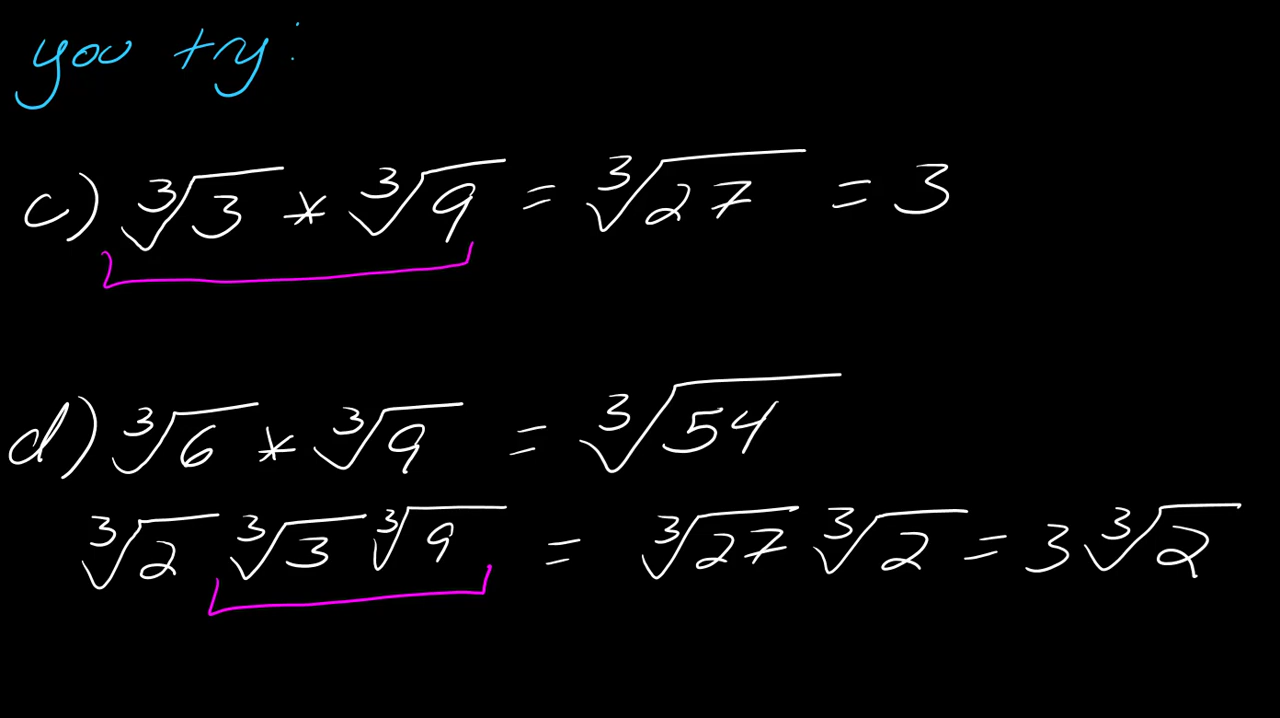 you try:
c) ∛3 * ∛9 = ∛27 = 3
d) ∛6 * ∛9 = ∛54
∛2 ∛3 ∛9 = ∛27 ∛2 = 3∛2